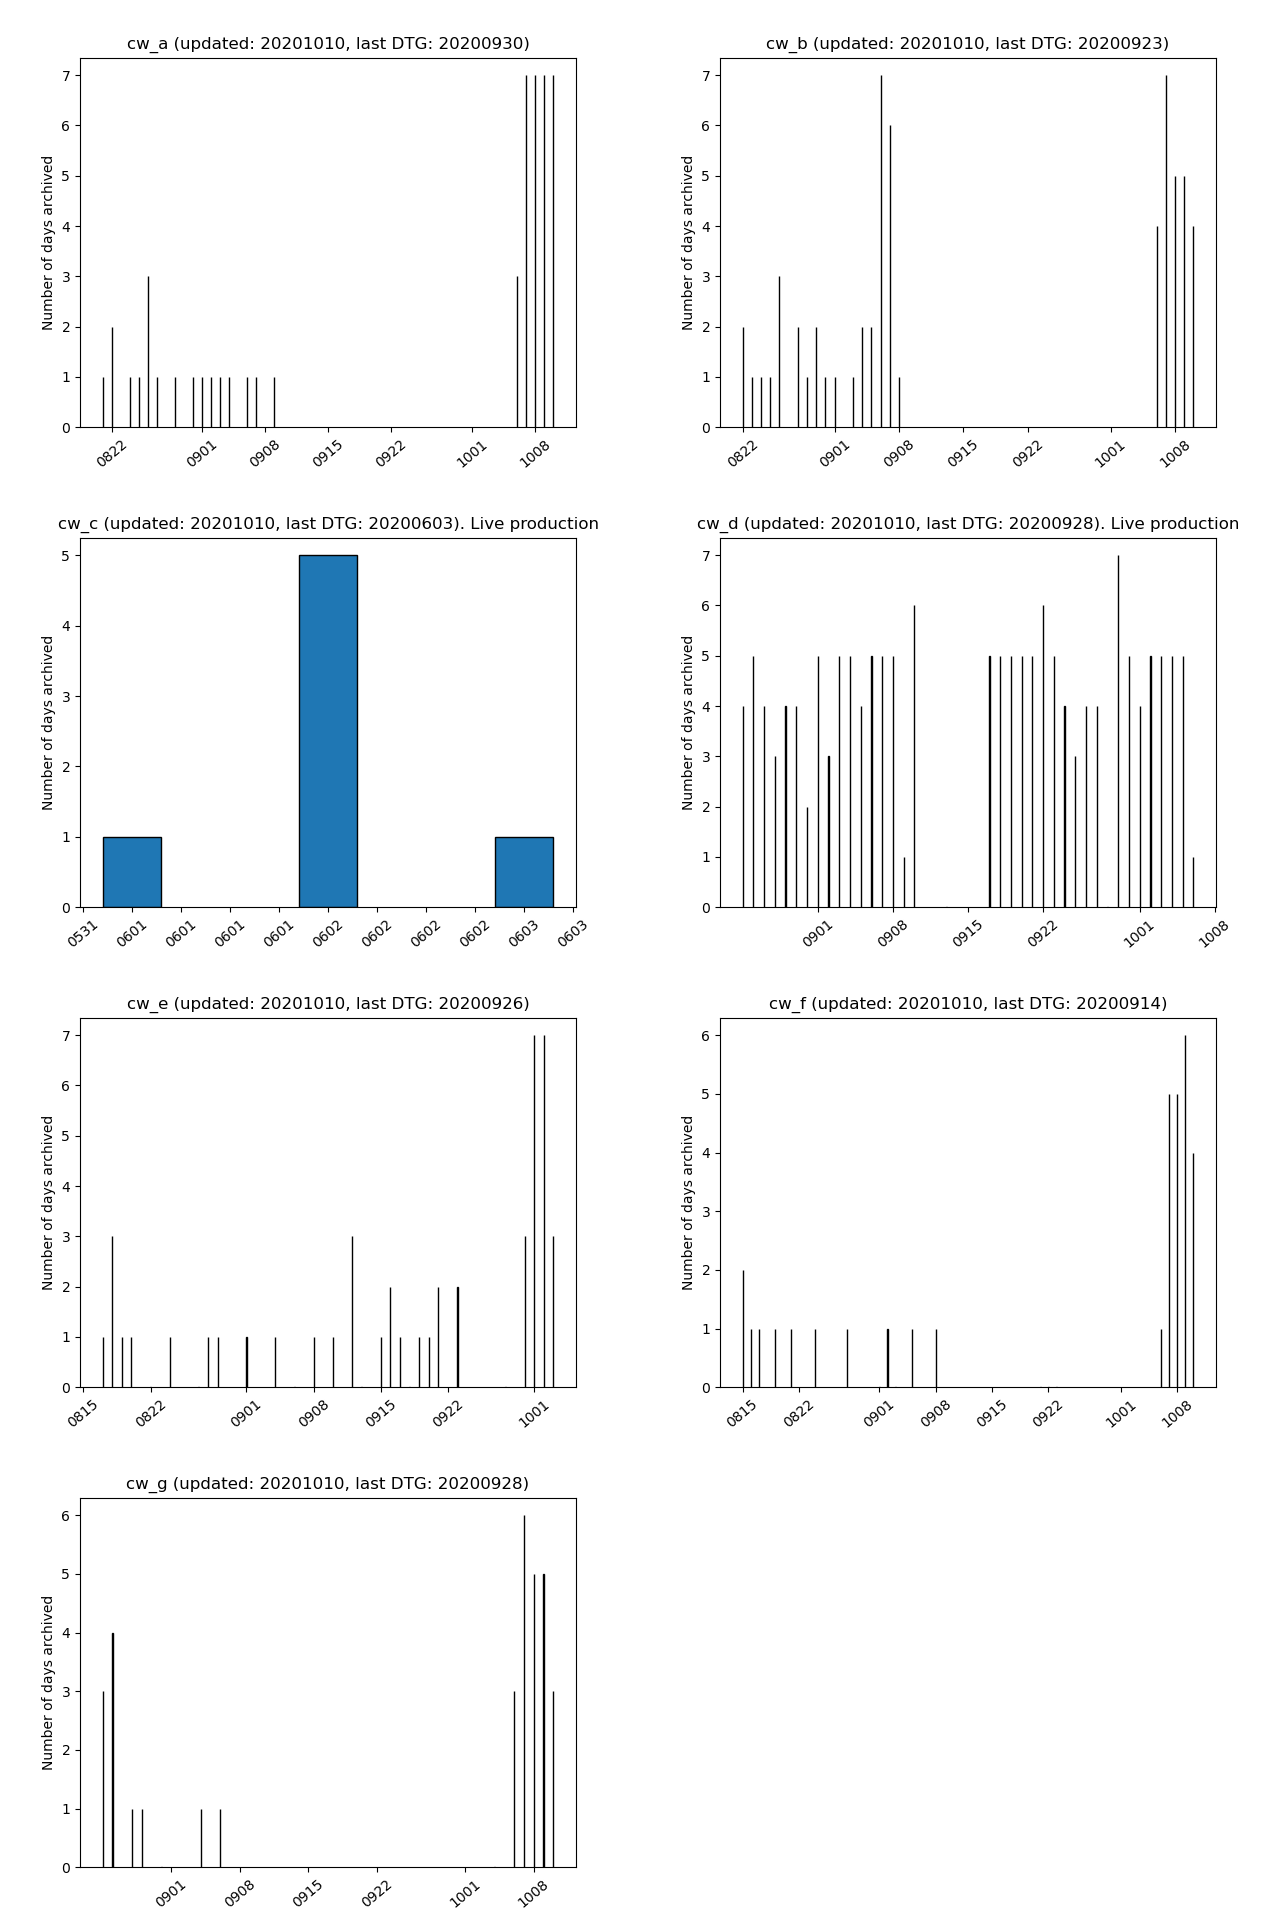 cw_a (updated: 20201010, last DTG: 20200930)
Number of days archived
7
6
5
4
3
2
1
0
0822 0901 0908 0915 0922 1001 1008
cw_b (updated: 20201010, last DTG: 20200923)
Number of days archived
7
6
5
4
3
2
1
0
0822 0901 0908 0915 0922 1001 1008
cw_c (updated: 20201010, last DTG: 20200603). Live production
Number of days archived
5
4
3
2
1
0
0531 0601 0601 0601 0601 0602 0602 0602 0602 0603 0603
cw_d (updated: 20201010, last DTG: 20200928). Live production
Number of days archived
7
6
5
4
3
2
1
0
0901 0908 0915 0922 1001 1008
cw_e (updated: 20201010, last DTG: 20200926)
Number of days archived
7
6
5
4
3
2
1
0
0815 0822 0901 0908 0915 0922 1001
cw_f (updated: 20201010, last DTG: 20200914)
Number of days archived
6
5
4
3
2
1
0
0815 0822 0901 0908 0915 0922 1001 1008
cw_g (updated: 20201010, last DTG: 20200928)
Number of days archived
6
5
4
3
2
1
0
0901 0908 0915 0922 1001 1008